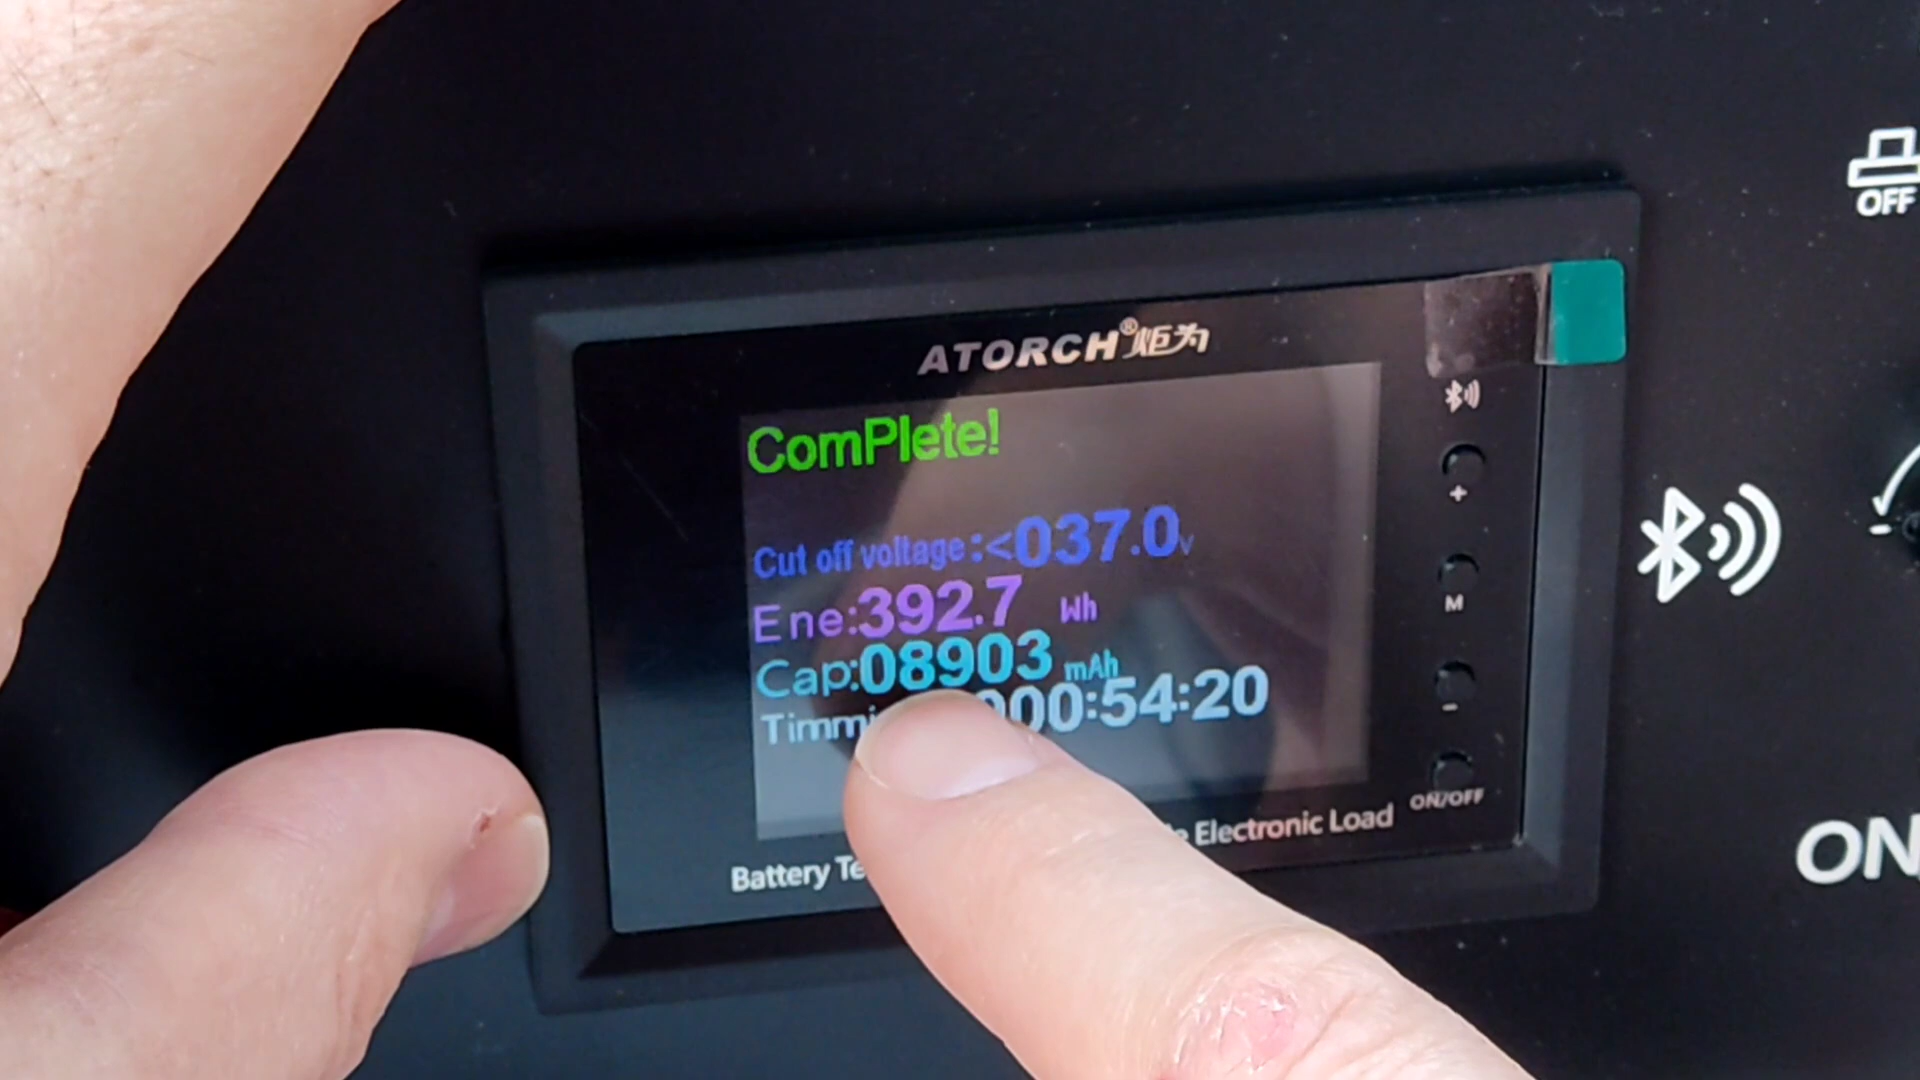 OFF
ATORCH®炬为
ComPlete!
Cut off voltage:<037.0v
Ene:392.7 Wh
Cap:08903 mAh
00:54:20
+
M
-
ON/OFF
Electronic Load
Battery
ON
-